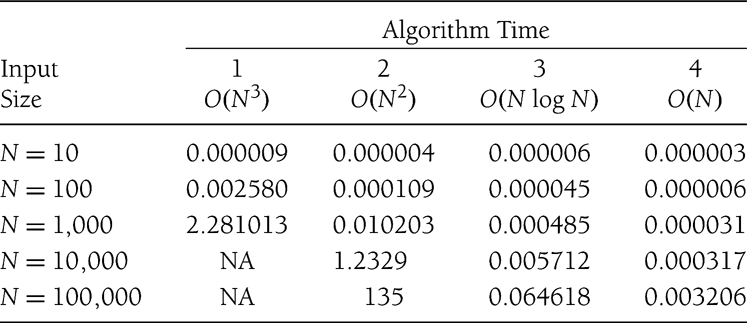 Algorithm Time
Input 1 2 3 4
Size O(N³) O(N²) O(N log N) O(N)
N = 10 0.000009 0.000004 0.000006 0.000003
N = 100 0.002580 0.000109 0.000045 0.000006
N = 1,000 2.281013 0.010203 0.000485 0.000031
N = 10,000 NA 1.2329 0.005712 0.000317
N = 100,000 NA 135 0.064618 0.003206